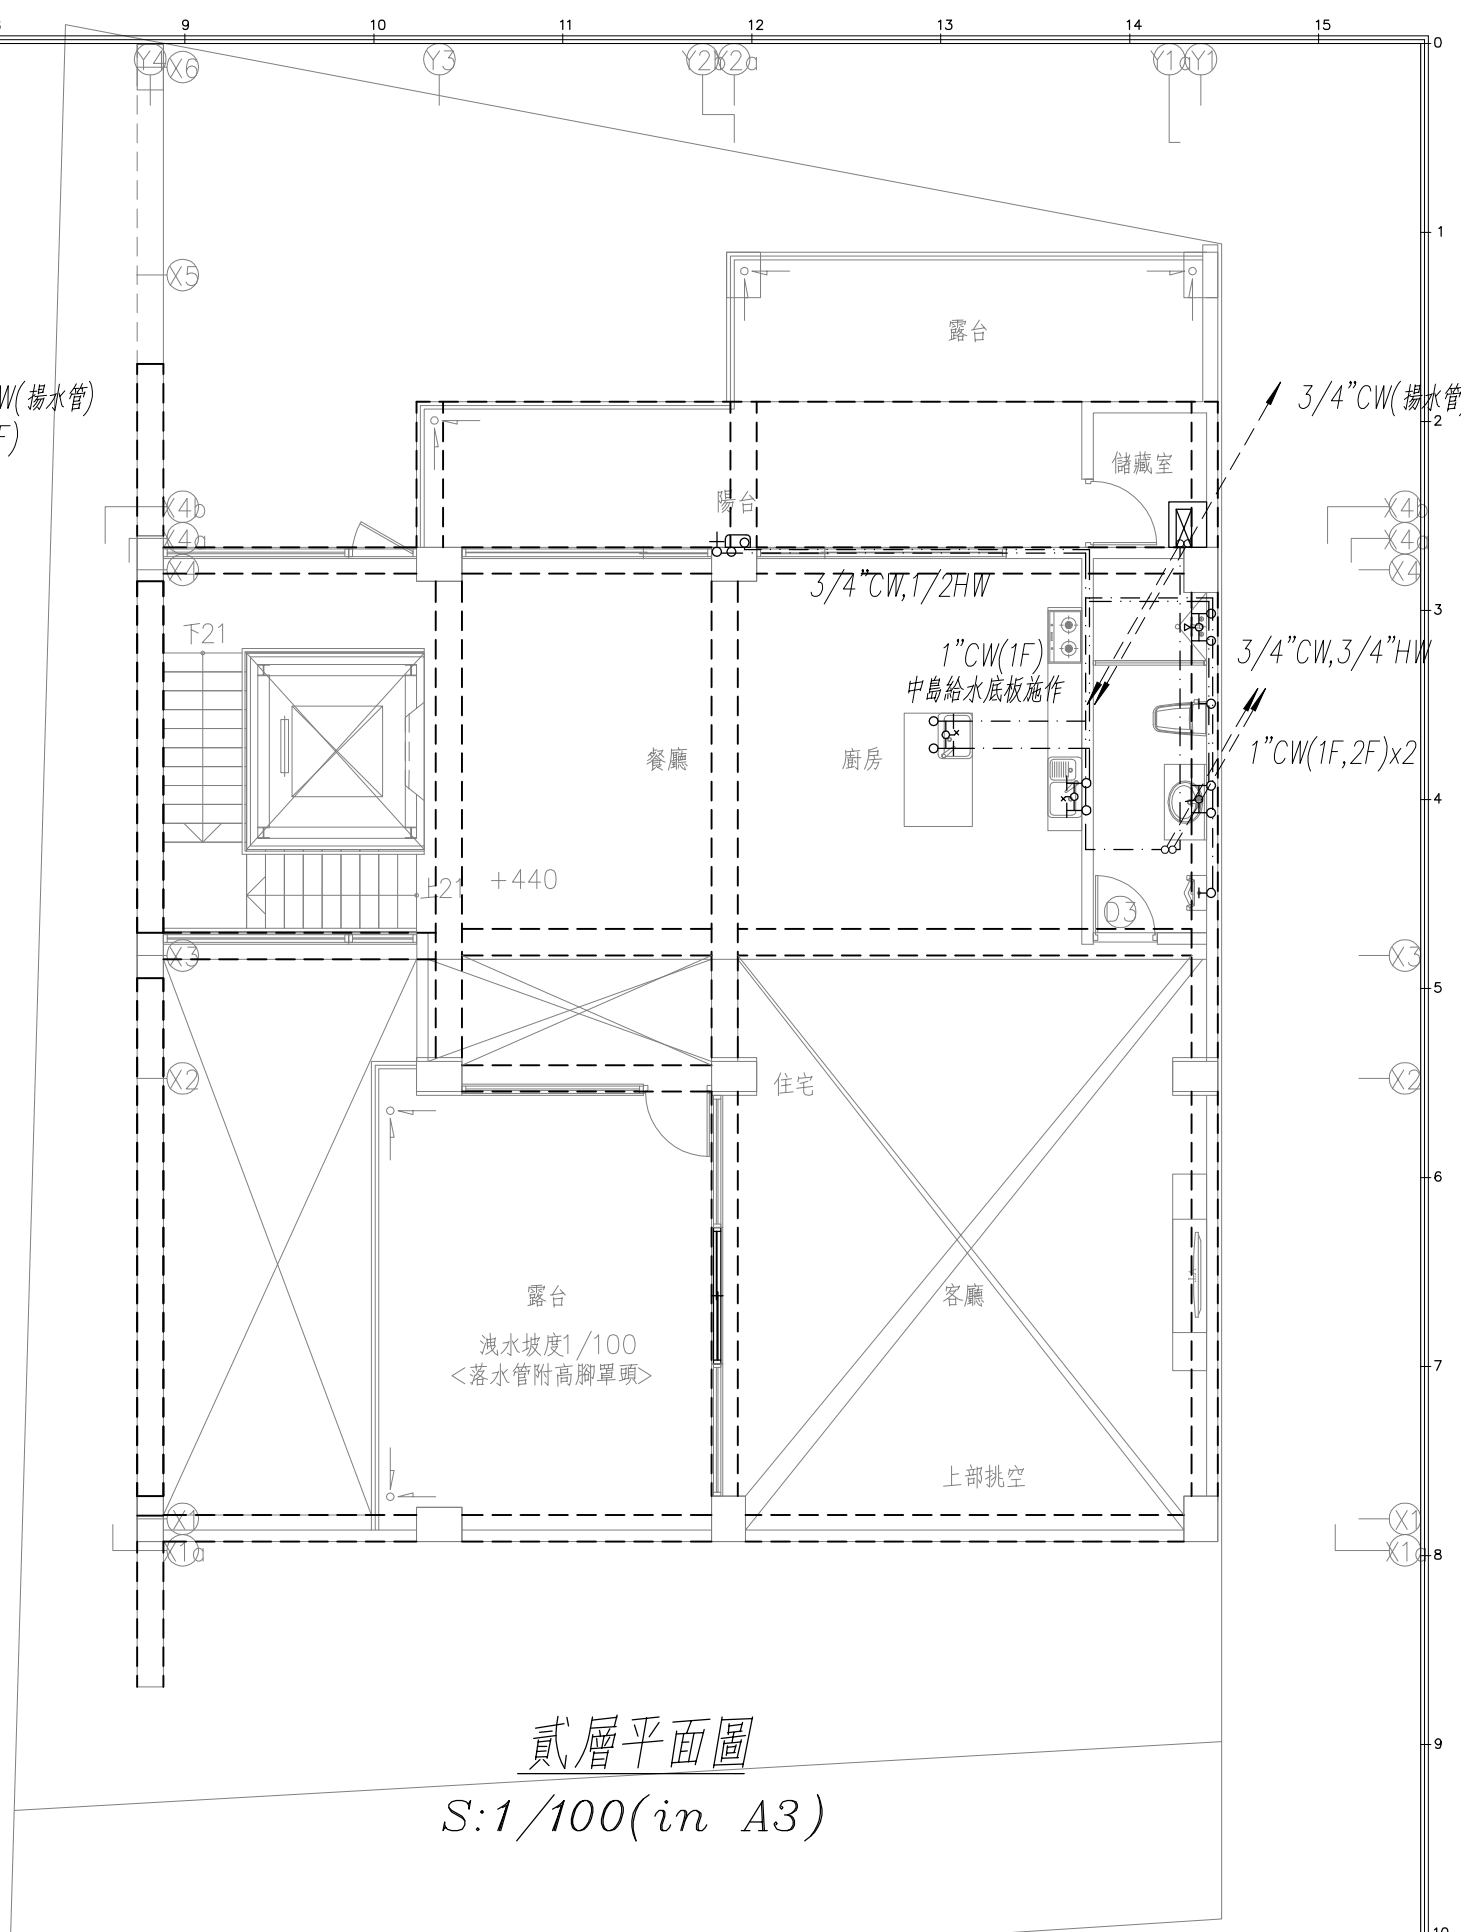 9 10 11 12 13 14 15
0
Y4 X6 Y3 Y2b Y2a Y1a Y1
1
X5
露台
W(揚水管) 3/4"CW(揚水管)
2
F)
儲藏室
陽台
X4b X4b
X4a X4a
X4 X4
3/4"CW,1/2HW
3
下21
1"CW(1F) 3/4"CW,3/4"HW
中島給水底板施作
餐廳 廚房 1"CW(1F,2F)x2
4
上21 +440
D3
X3 X3
5
X2 住宅 X2
6
露台 客廳
洩水坡度1/100
<落水管附高腳罩頭>
7
上部挑空
X1 X1
X1a X1a
8
貳層平面圖
9
S:1/100(in A3)
10